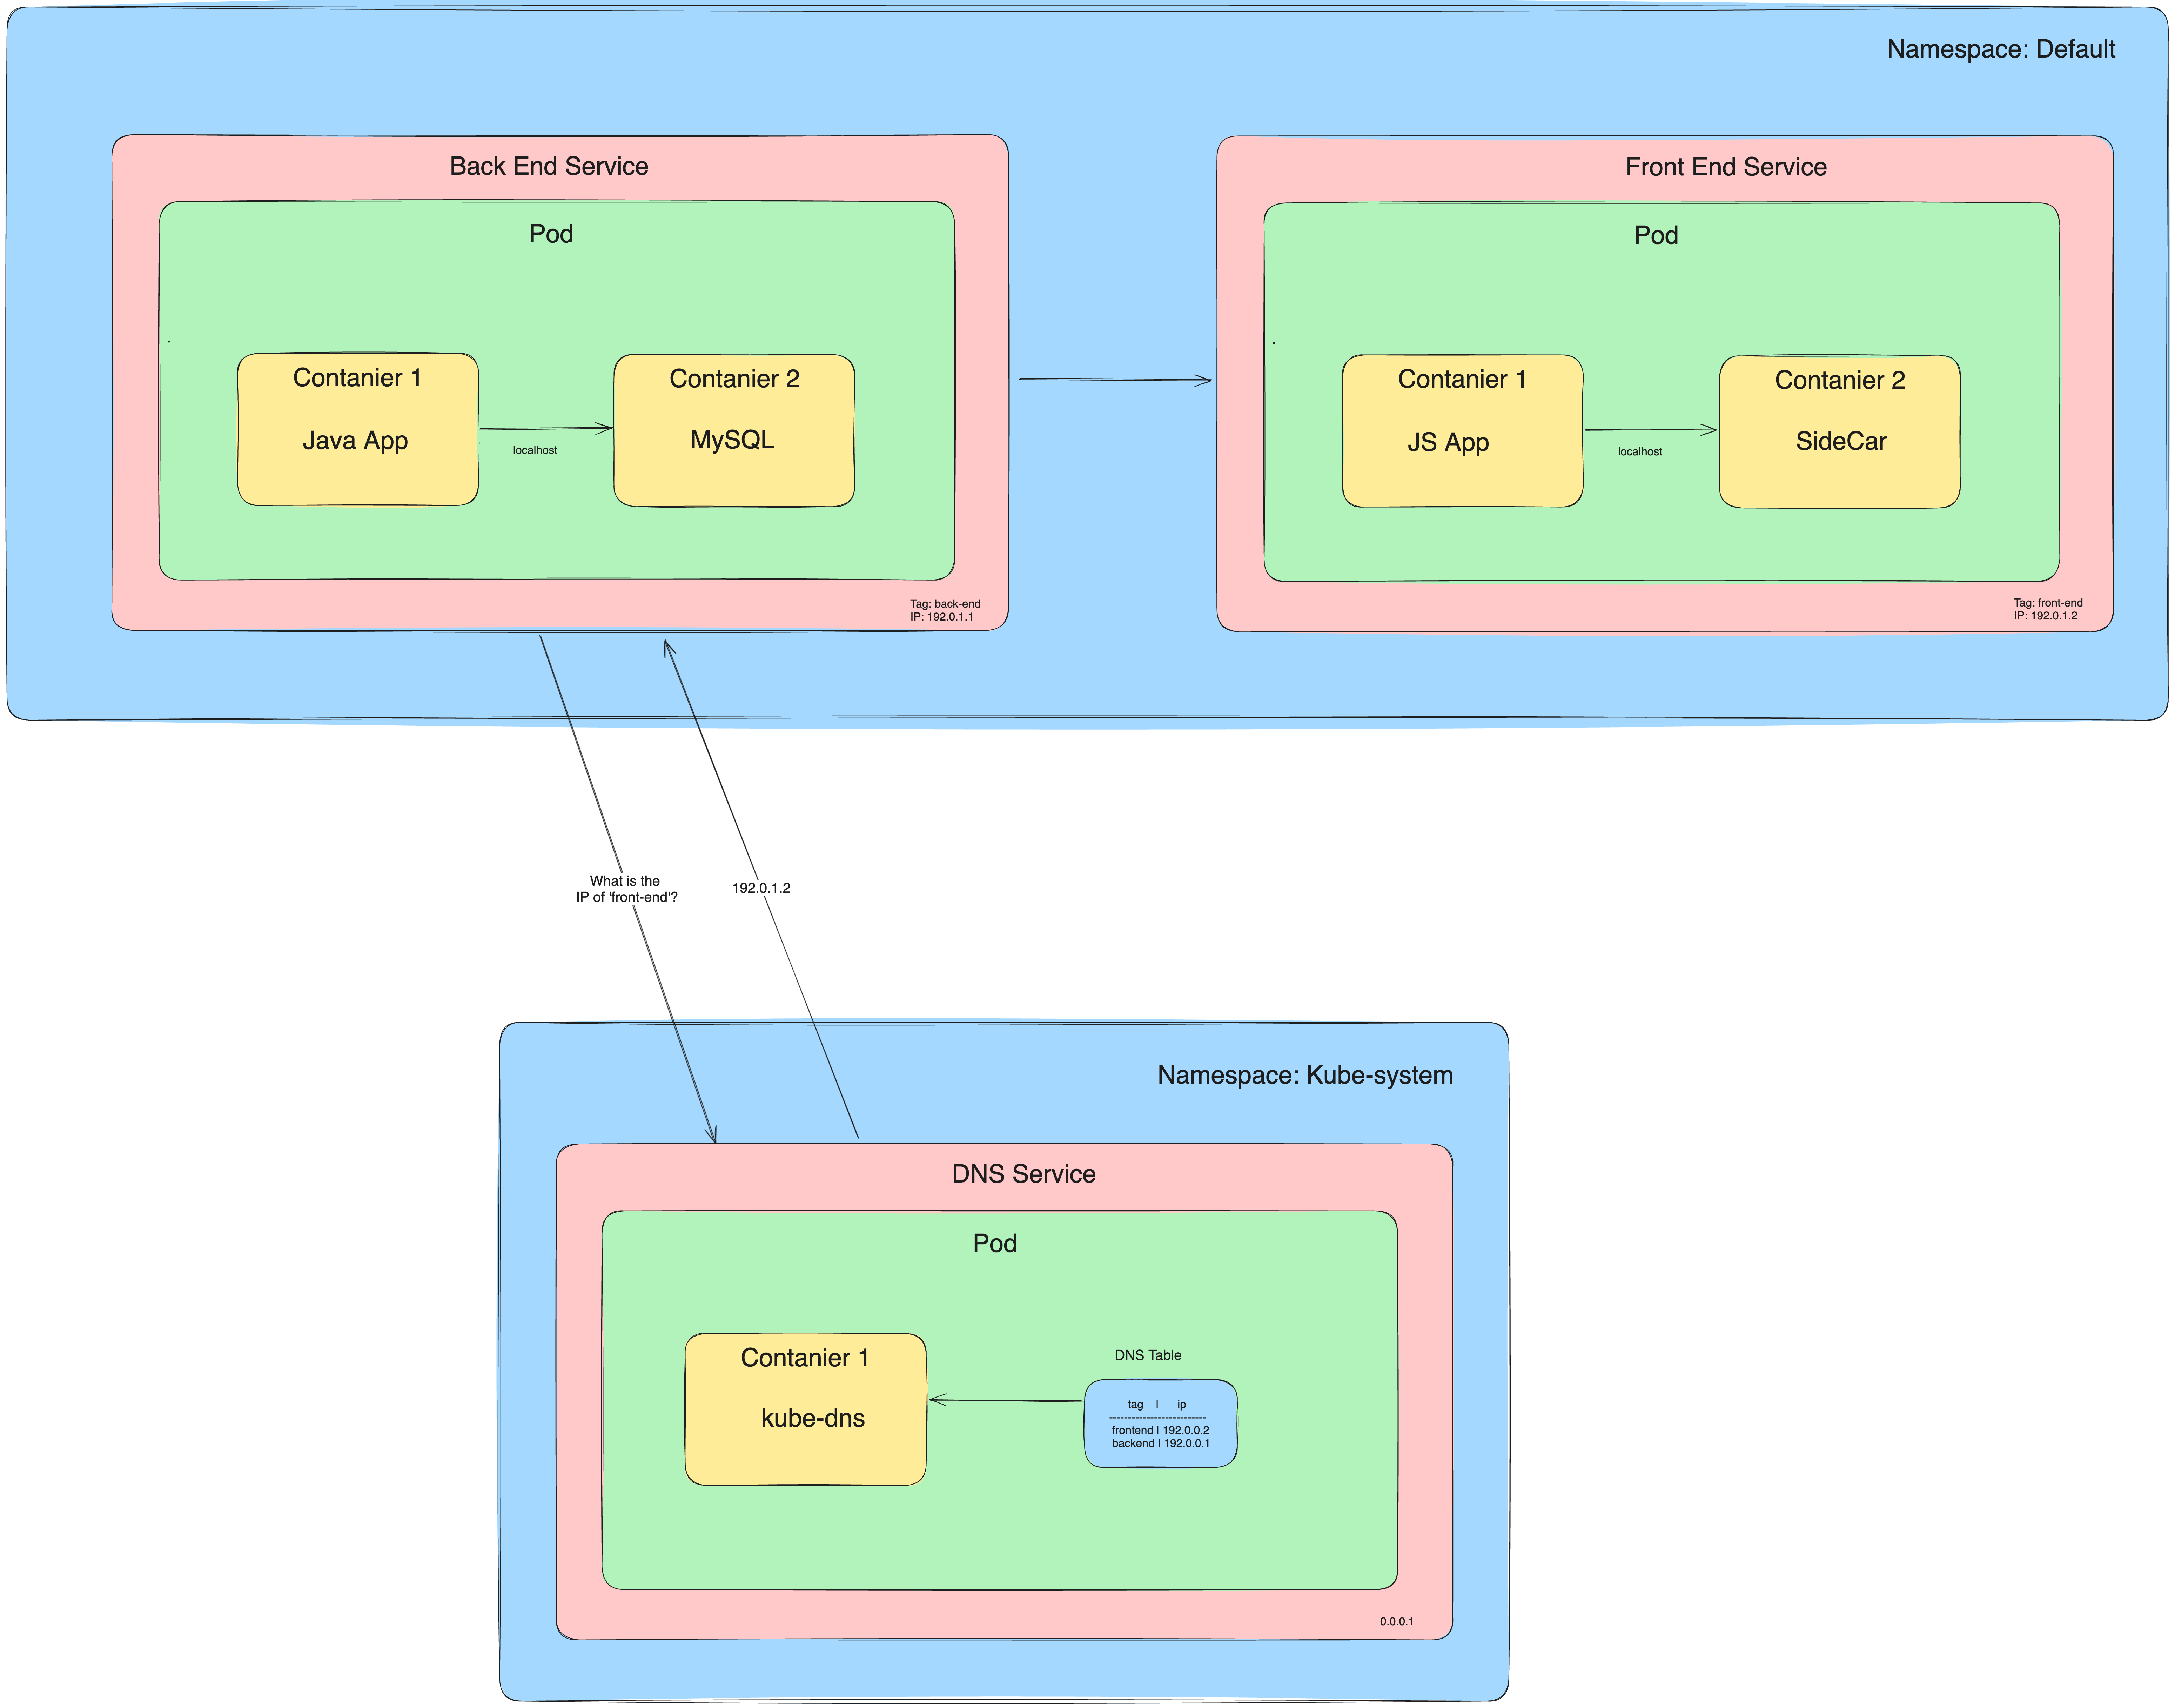 Namespace: Default
Back End Service
Pod
Contanier 1
Java App
localhost
Contanier 2
MySQL
Tag: back-end
IP: 192.0.1.1
Front End Service
Pod
Contanier 1
JS App
localhost
Contanier 2
SideCar
Tag: front-end
IP: 192.0.1.2
What is the
IP of 'front-end'?
192.0.1.2
Namespace: Kube-system
DNS Service
Pod
Contanier 1
kube-dns
DNS Table
tag | ip
--------------------------
frontend | 192.0.0.2
backend | 192.0.0.1
0.0.0.1